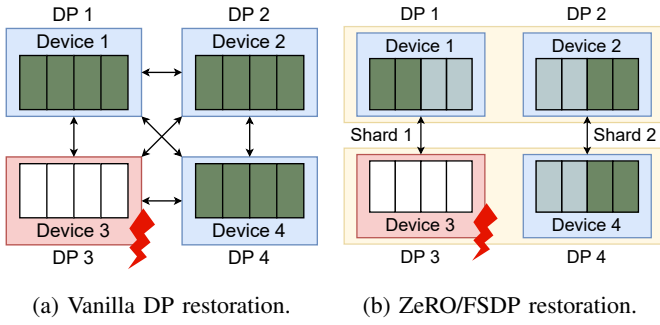 DP 1 DP 2 DP 1 DP 2
Device 1 Device 2 Device 1 Device 2
Shard 1 Shard 2
Device 3 Device 4 Device 3 Device 4
DP 3 DP 4 DP 3 DP 4
(a) Vanilla DP restoration. (b) ZeRO/FSDP restoration.